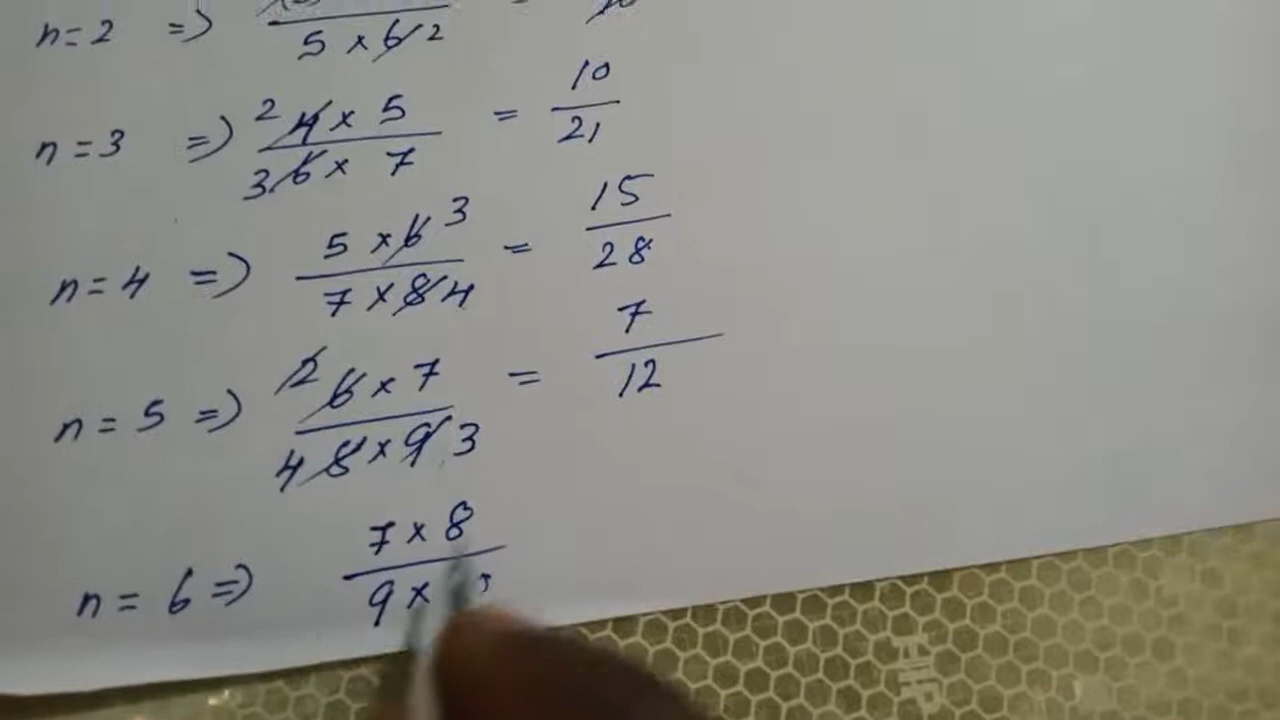 n = 2 => / 5 × 6 2 =
n = 3 => 2 4 × 5 / 3 6 × 7 = 10 / 21
n = 4 => 5 × 6 3 / 7 × 8 4 = 15 / 28
n = 5 => 2 6 × 7 / 4 8 × 9 3 = 7 / 12
n = 6 => 7 × 8 / 9 ×